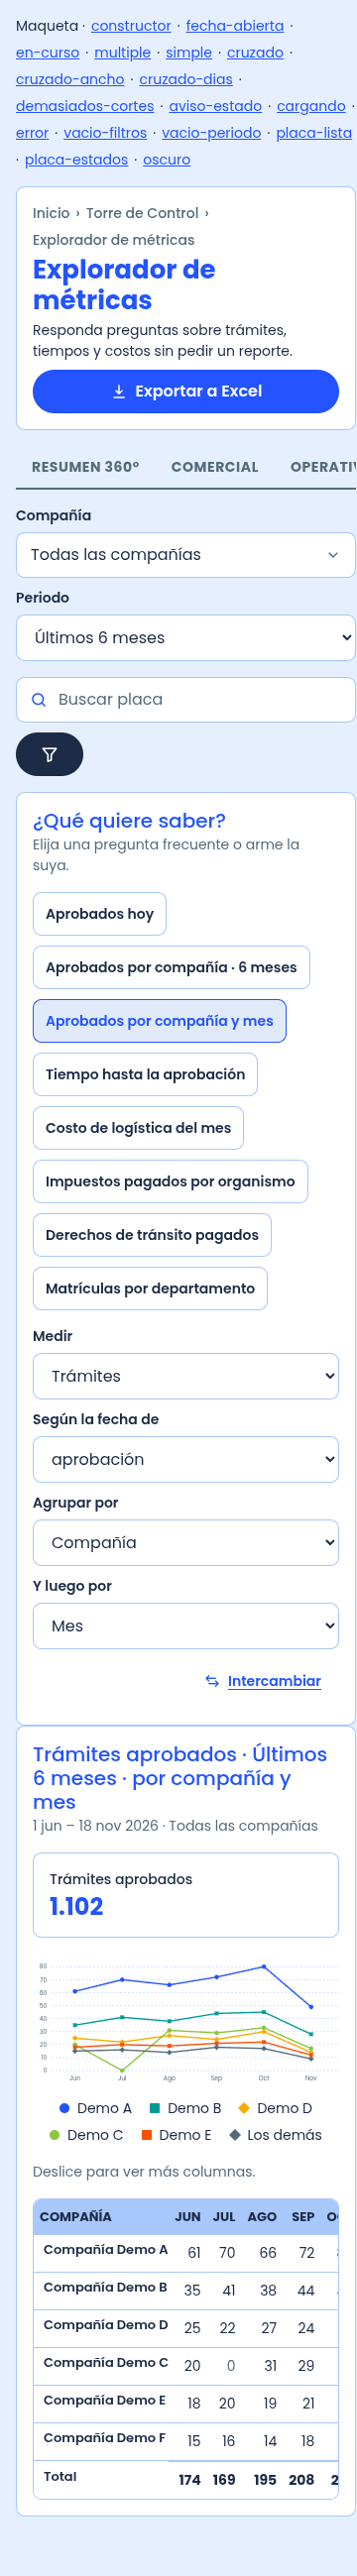 Maqueta · constructor · fecha-abierta ·
en-curso · multiple · simple · cruzado ·
cruzado-ancho · cruzado-dias ·
demasiados-cortes · aviso-estado · cargando ·
error · vacio-filtros · vacio-periodo · placa-lista
· placa-estados · oscuro
Inicio › Torre de Control ›
Explorador de métricas
Explorador de
métricas
Responda preguntas sobre trámites,
tiempos y costos sin pedir un reporte.
Exportar a Excel
RESUMEN 360° COMERCIAL OPERATIV
Compañía
Todas las compañías
Periodo
Últimos 6 meses
Buscar placa
¿Qué quiere saber?
Elija una pregunta frecuente o arme la
suya.
Aprobados hoy
Aprobados por compañía · 6 meses
Aprobados por compañía y mes
Tiempo hasta la aprobación
Costo de logística del mes
Impuestos pagados por organismo
Derechos de tránsito pagados
Matrículas por departamento
Medir
Trámites
Según la fecha de
aprobación
Agrupar por
Compañía
Y luego por
Mes
Intercambiar
Trámites aprobados · Últimos
6 meses · por compañía y
mes
1 jun – 18 nov 2026 · Todas las compañías
Trámites aprobados
1.102
80
70
60
50
40
30
20
10
0
Jun Jul Ago Sep Oct Nov
Demo A Demo B Demo D
Demo C Demo E Los demás
Deslice para ver más columnas.
COMPAÑÍA JUN JUL AGO SEP
Compañía Demo A 61 70 66 72
Compañía Demo B 35 41 38 44
Compañía Demo D 25 22 27 24
Compañía Demo C 20 0 31 29
Compañía Demo E 18 20 19 21
Compañía Demo F 15 16 14 18
Total 174 169 195 208